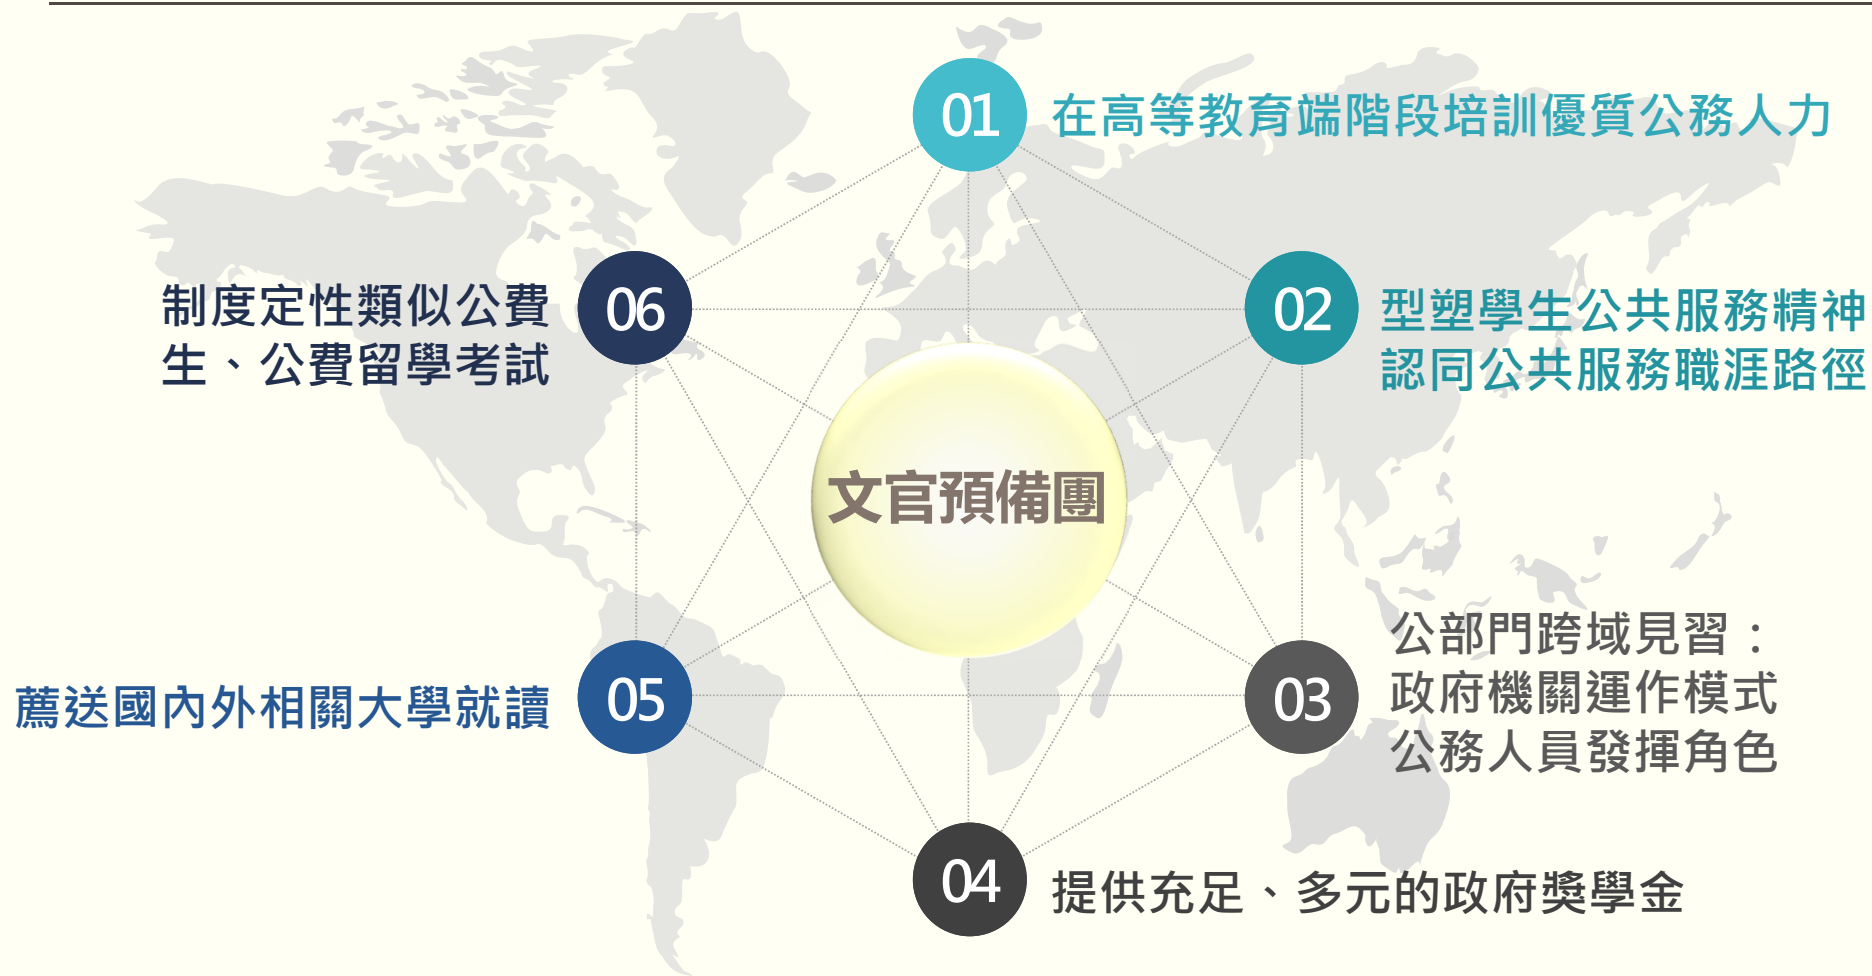 01
在高等教育端階段培訓優質公務人力
02
型塑學生公共服務精神
認同公共服務職涯路徑
03
公部門跨域見習：
政府機關運作模式
公務人員發揮角色
04
提供充足、多元的政府獎學金
05
薦送國內外相關大學就讀
06
制度定性類似公費
生、公費留學考試
文官預備團